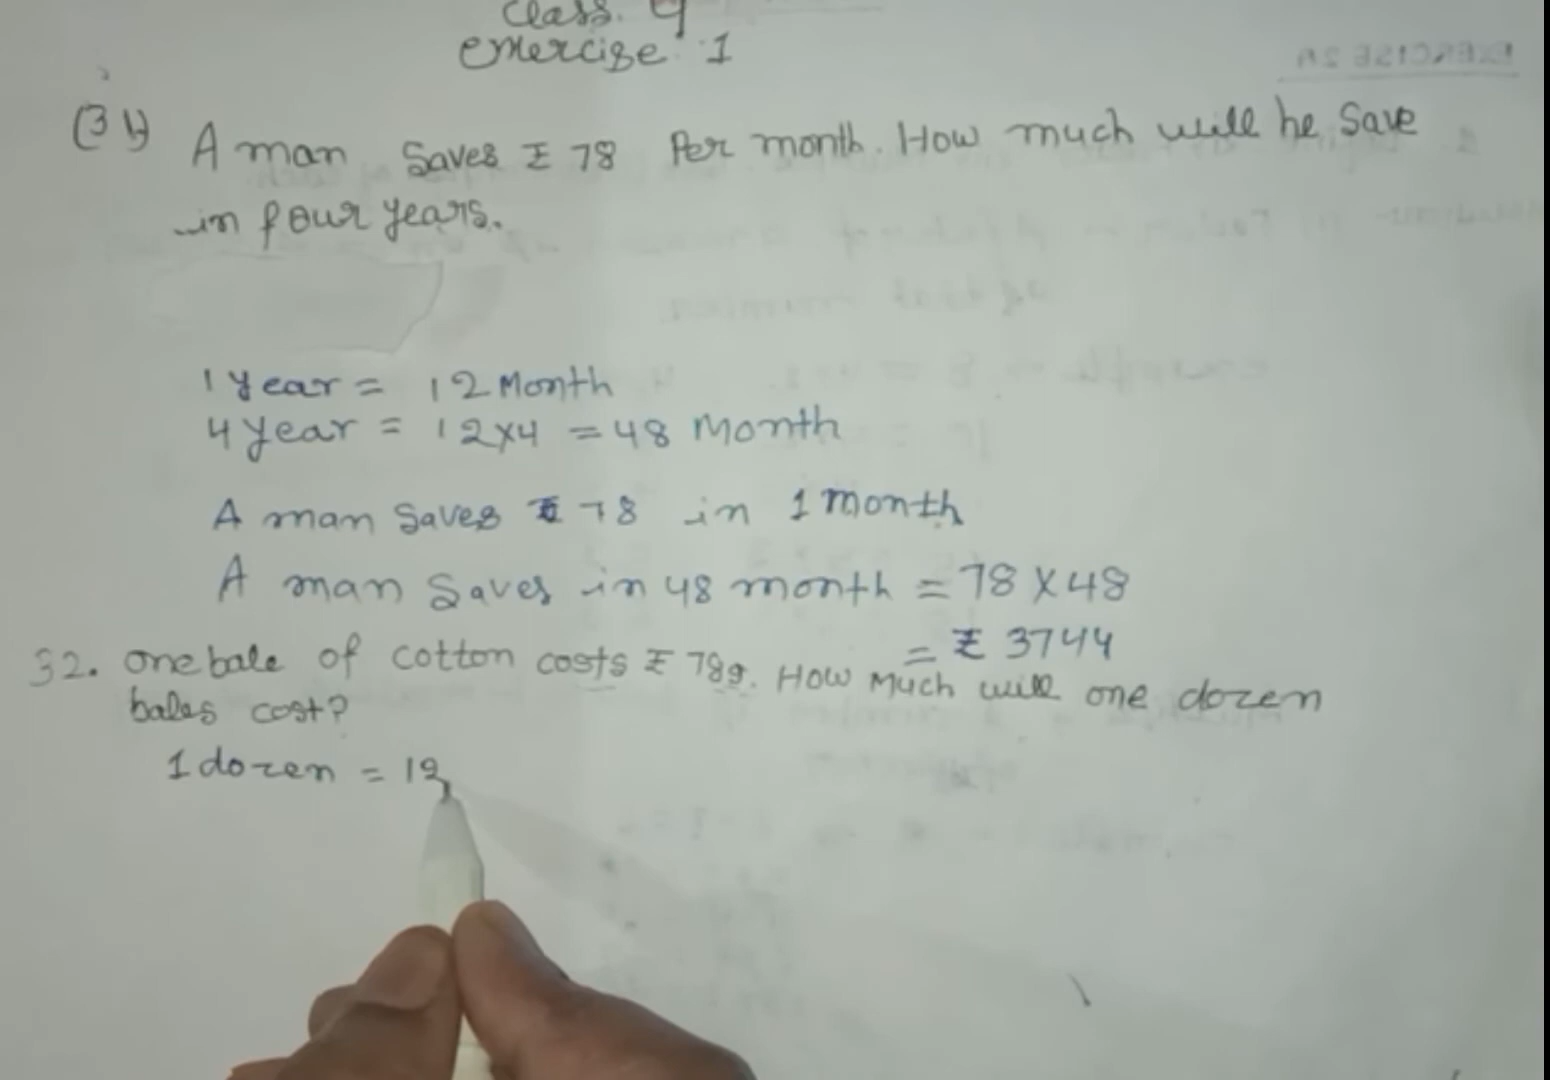 Class. 4
Exercise 1
EXERCISE 2A
(31) A man saves ₹ 78 Per month. How much will he Save
in four years.
1 year = 12 Month
4 year = 12x4 = 48 Month
A man saves ₹ 78 in 1 month
A man saves in 48 month = 78 x 48
= ₹ 3744
32. one bale of cotton costs ₹ 789. How Much will one dozen
bales cost?
1 dozen = 12